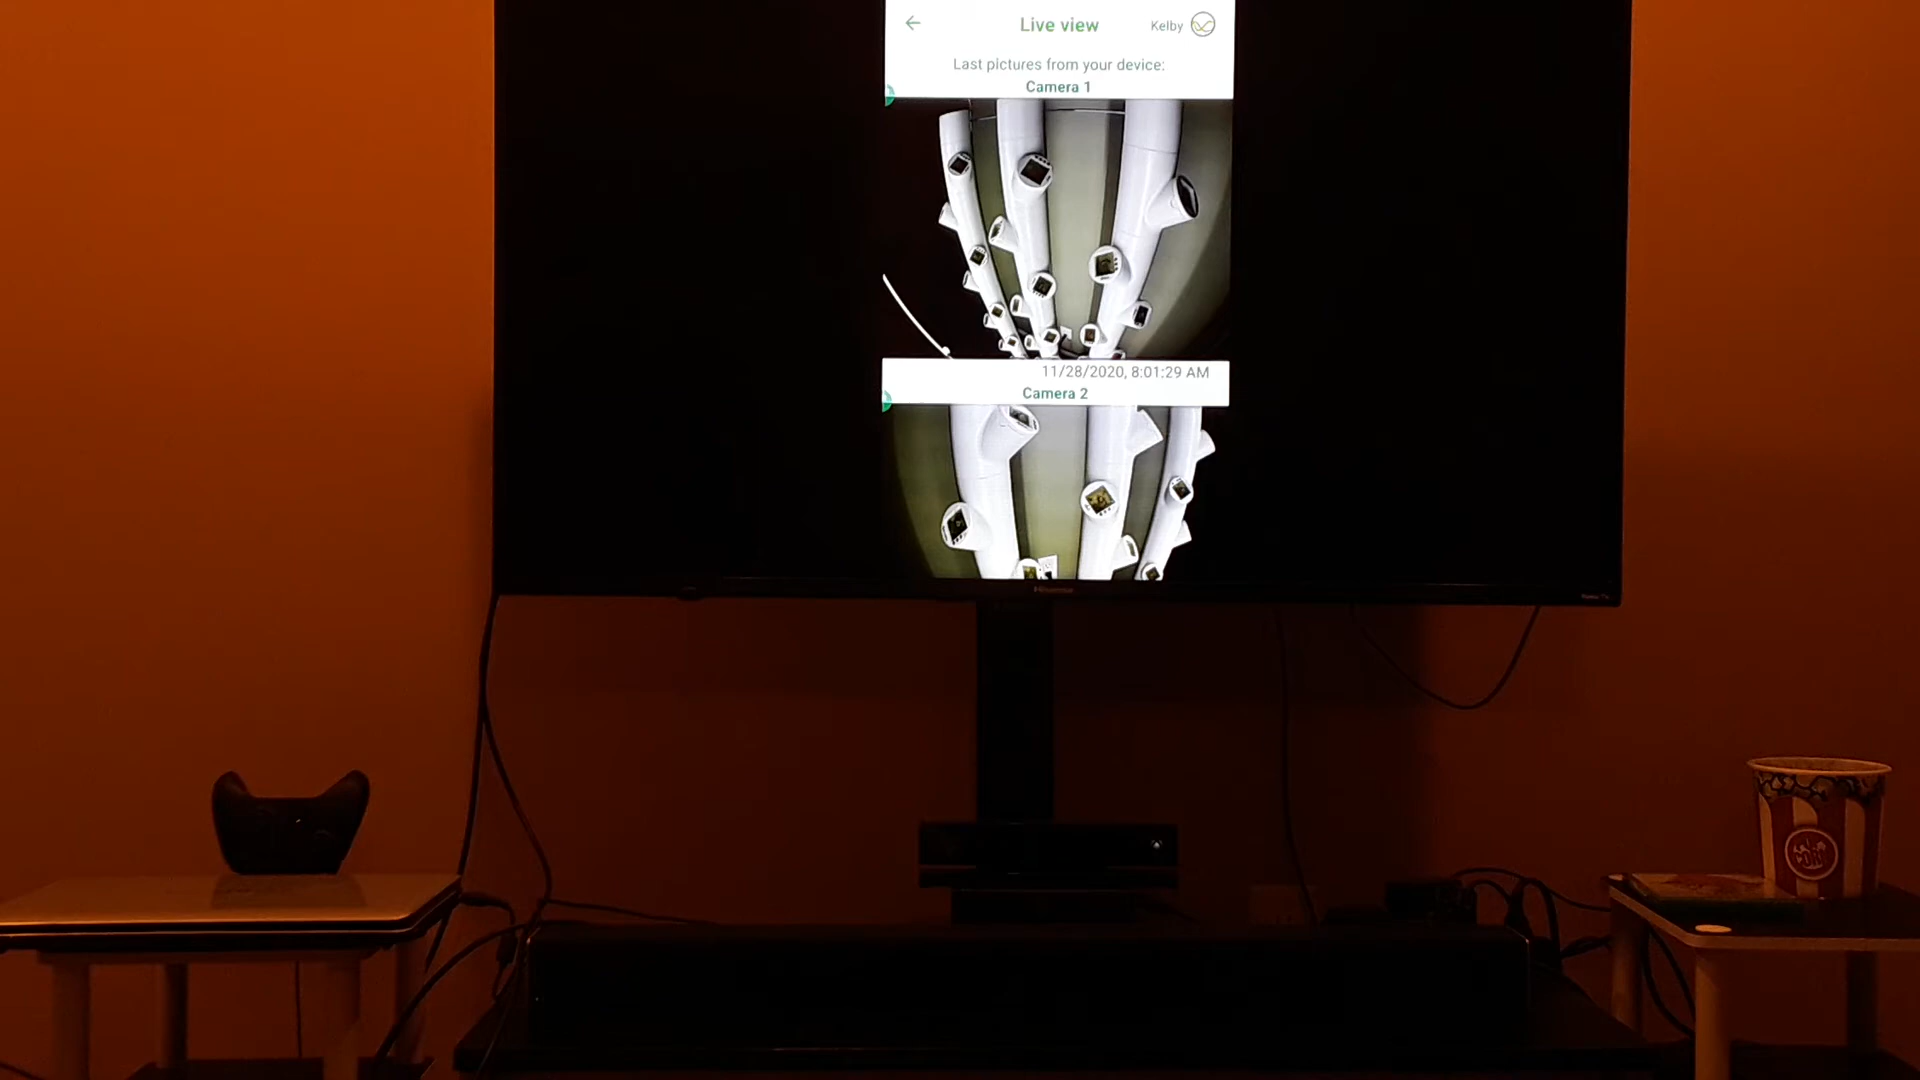 Live view
Kelby
Last pictures from your device:
Camera 1
11/28/2020, 8:01:29 AM
Camera 2
Hisense